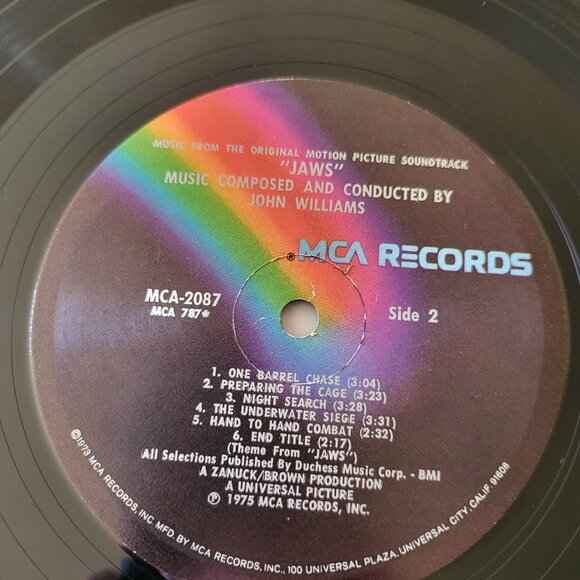 MUSIC FROM THE ORIGINAL MOTION PICTURE SOUNDTRACK
"JAWS"
MUSIC COMPOSED AND CONDUCTED BY
JOHN WILLIAMS
® MCA RECORDS
MCA-2087
MCA 787*
Side 2
1. ONE BARREL CHASE (3:04)
2. PREPARING THE CAGE (3:23)
3. NIGHT SEARCH (3:28)
4. THE UNDERWATER SIEGE (3:31)
5. HAND TO HAND COMBAT (2:32)
6. END TITLE (2:17)
(Theme From "JAWS")
All Selections Published By Duchess Music Corp. - BMI
A ZANUCK/BROWN PRODUCTION
A UNIVERSAL PICTURE
℗ 1975 MCA RECORDS, INC.
©1973 MCA RECORDS, INC. MFD. BY MCA RECORDS, INC., 100 UNIVERSAL PLAZA, UNIVERSAL CITY, CALIF. 91608